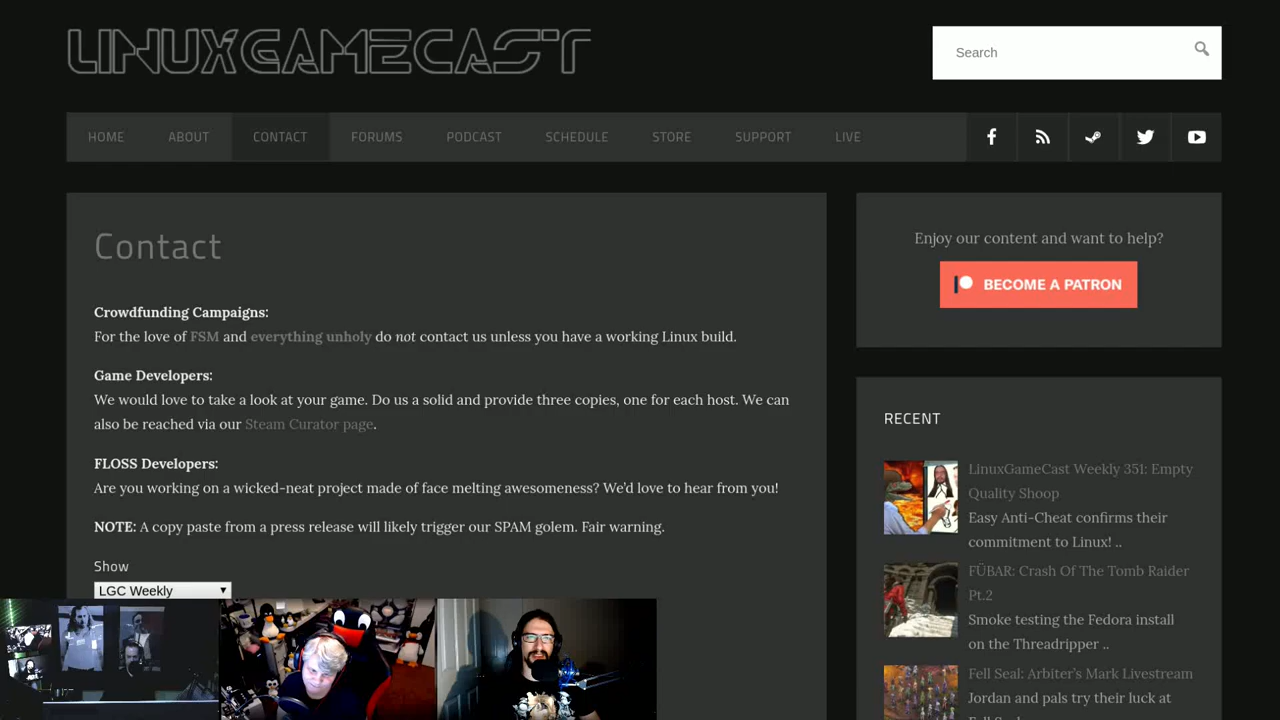 LINUXGAMECAST
Search
HOME ABOUT CONTACT FORUMS PODCAST SCHEDULE STORE SUPPORT LIVE
Contact
Crowdfunding Campaigns:
For the love of FSM and everything unholy do not contact us unless you have a working Linux build.
Game Developers:
We would love to take a look at your game. Do us a solid and provide three copies, one for each host. We can
also be reached via our Steam Curator page.
FLOSS Developers:
Are you working on a wicked-neat project made of face melting awesomeness? We'd love to hear from you!
NOTE: A copy paste from a press release will likely trigger our SPAM golem. Fair warning.
Show
LGC Weekly
Enjoy our content and want to help?
BECOME A PATRON
RECENT
LinuxGameCast Weekly 351: Empty
Quality Shoop
Easy Anti-Cheat confirms their
commitment to Linux! ..
FÜBAR: Crash Of The Tomb Raider
Pt.2
Smoke testing the Fedora install
on the Threadripper ..
Fell Seal: Arbiter's Mark Livestream
Jordan and pals try their luck at